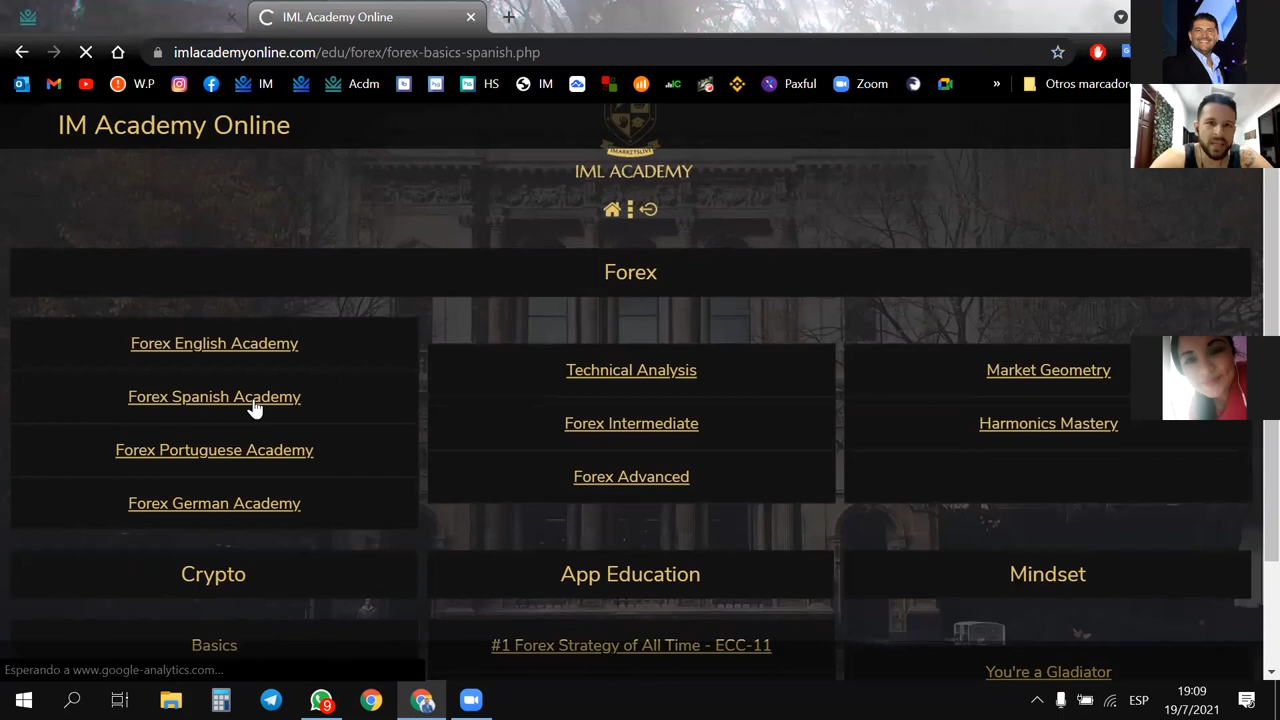 IML Academy Online
imlacademyonline.com/edu/forex/forex-basics-spanish.php
W.P
IM
Acdm
HS
IM
Paxful
Zoom
»
Otros marcador
IM Academy Online
IML ACADEMY
Forex
Forex English Academy
Forex Spanish Academy
Forex Portuguese Academy
Forex German Academy
Technical Analysis
Forex Intermediate
Forex Advanced
Market Geometry
Harmonics Mastery
Crypto
App Education
Mindset
Basics
#1 Forex Strategy of All Time - ECC-11
You're a Gladiator
Esperando a www.google-analytics.com...
9
ESP
19:09
19/7/2021